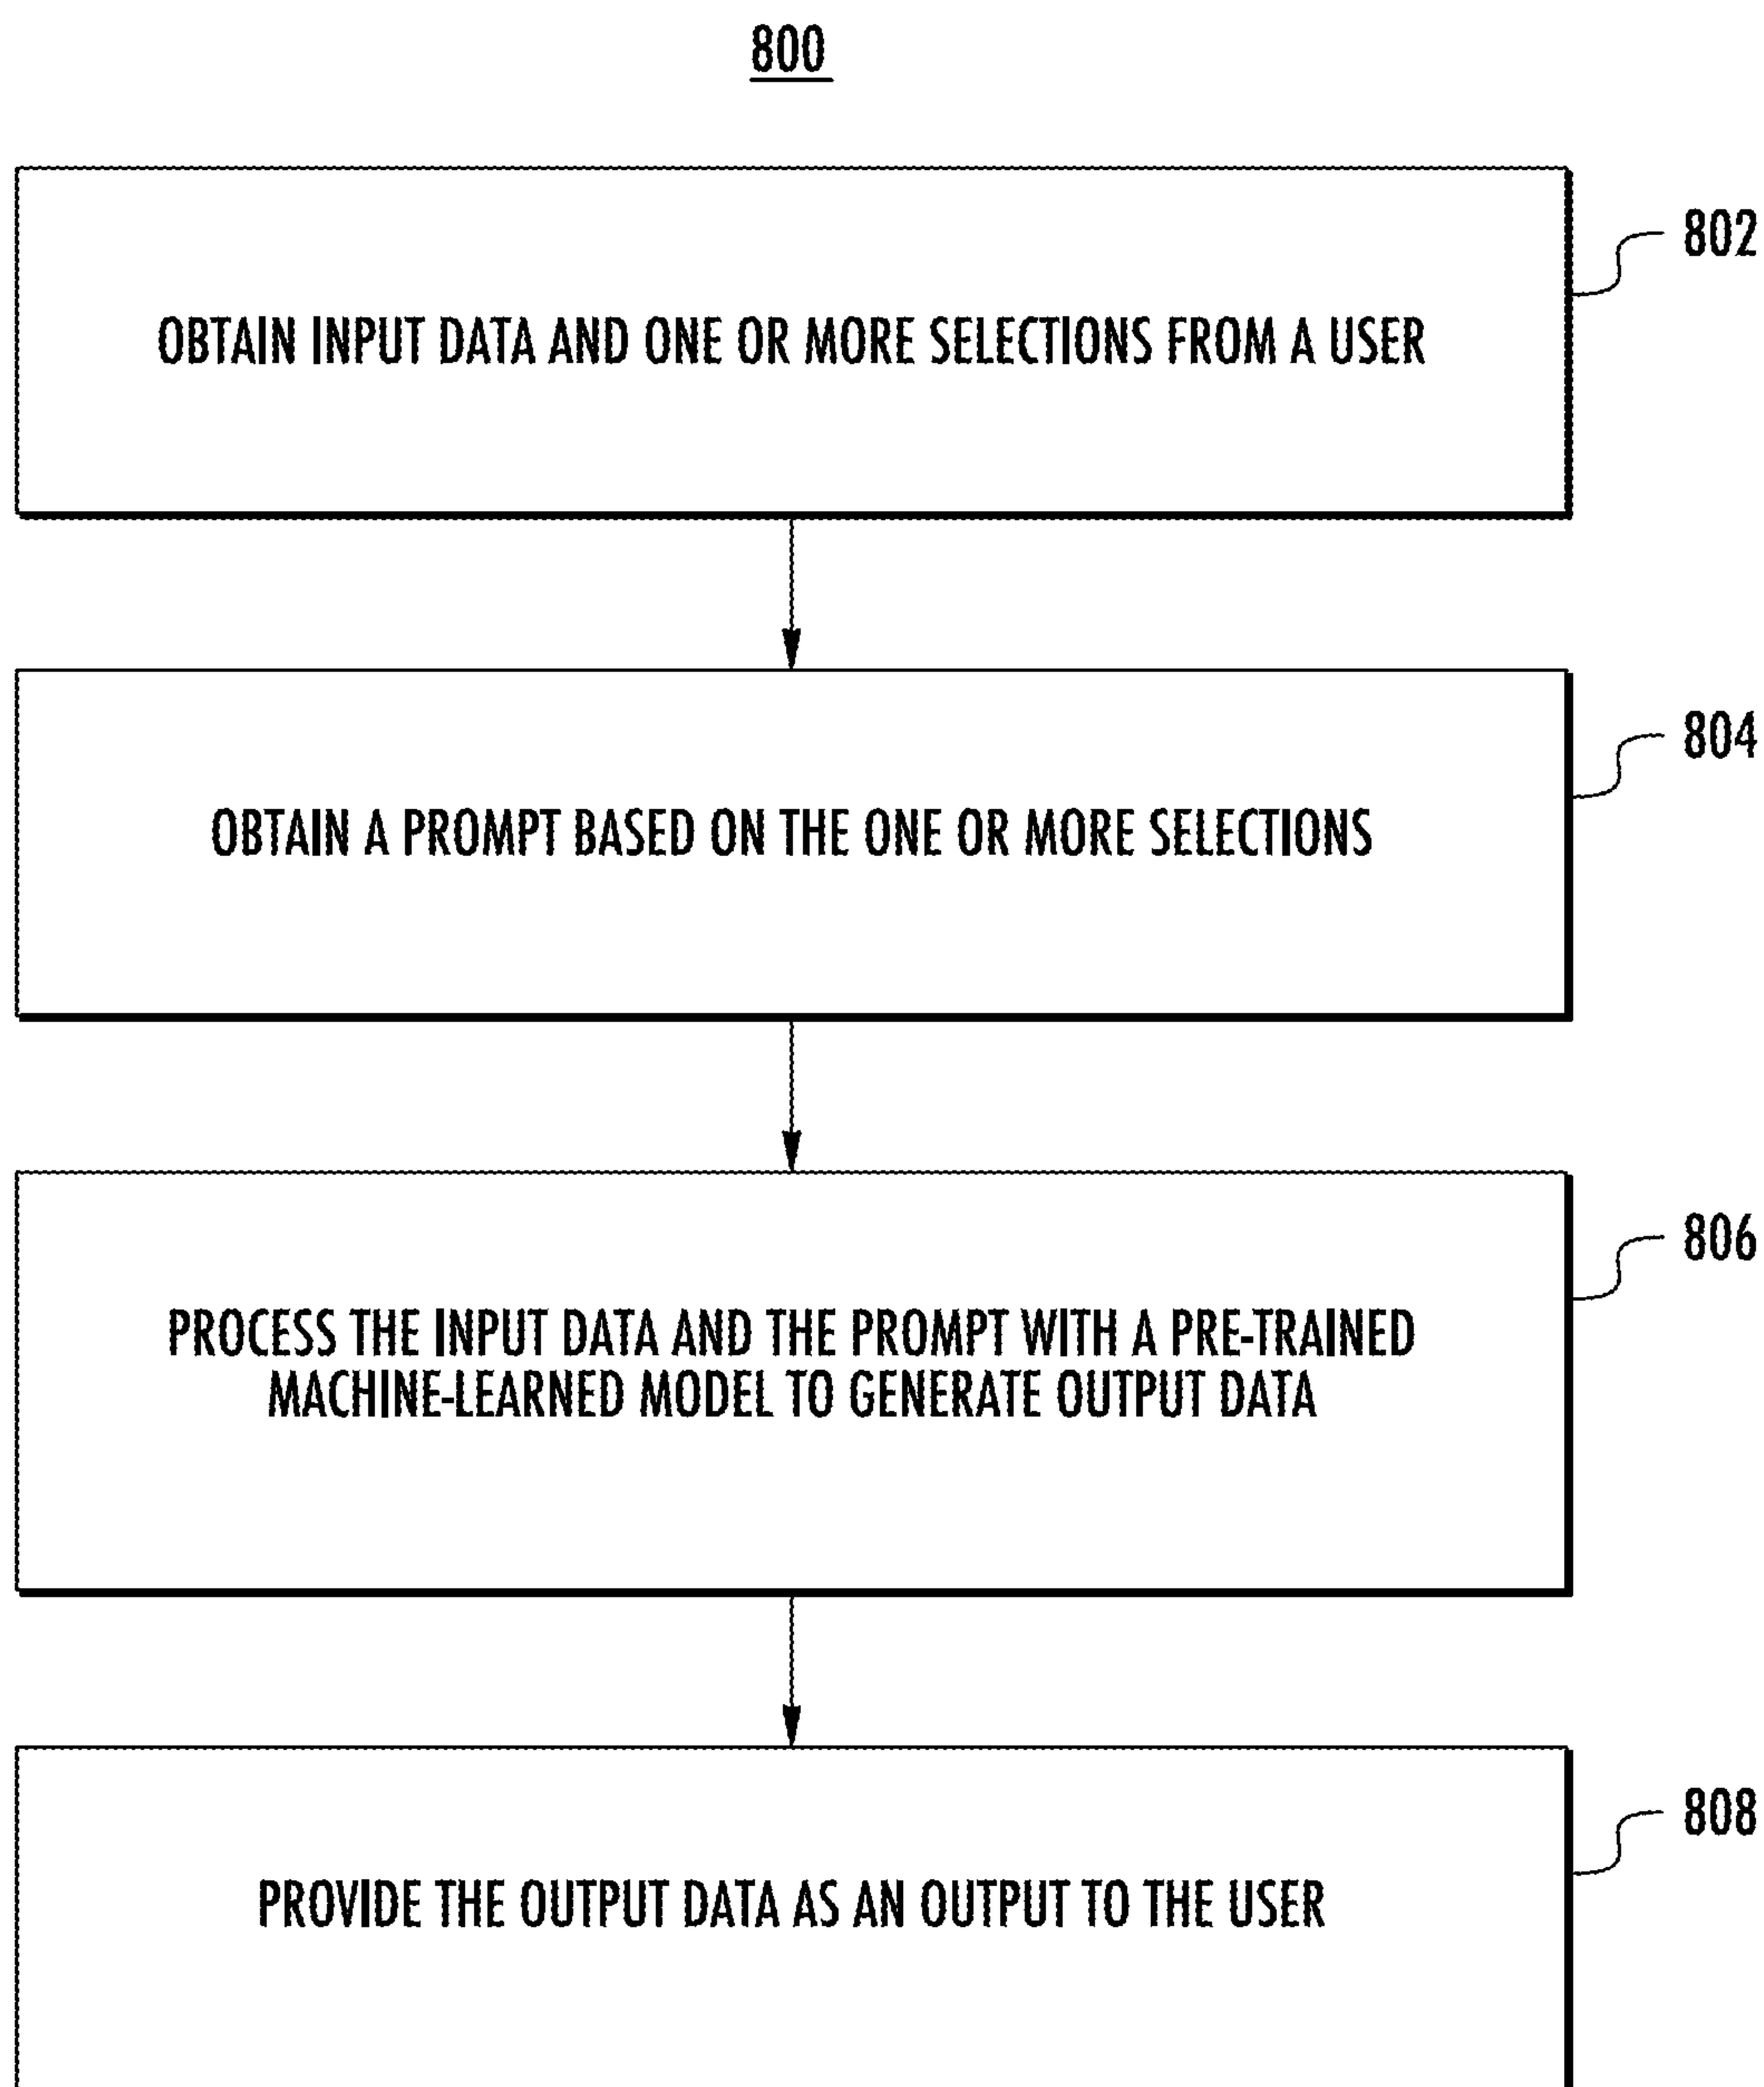 800
OBTAIN INPUT DATA AND ONE OR MORE SELECTIONS FROM A USER
802
OBTAIN A PROMPT BASED ON THE ONE OR MORE SELECTIONS
804
PROCESS THE INPUT DATA AND THE PROMPT WITH A PRE-TRAINED
MACHINE-LEARNED MODEL TO GENERATE OUTPUT DATA
806
PROVIDE THE OUTPUT DATA AS AN OUTPUT TO THE USER
808